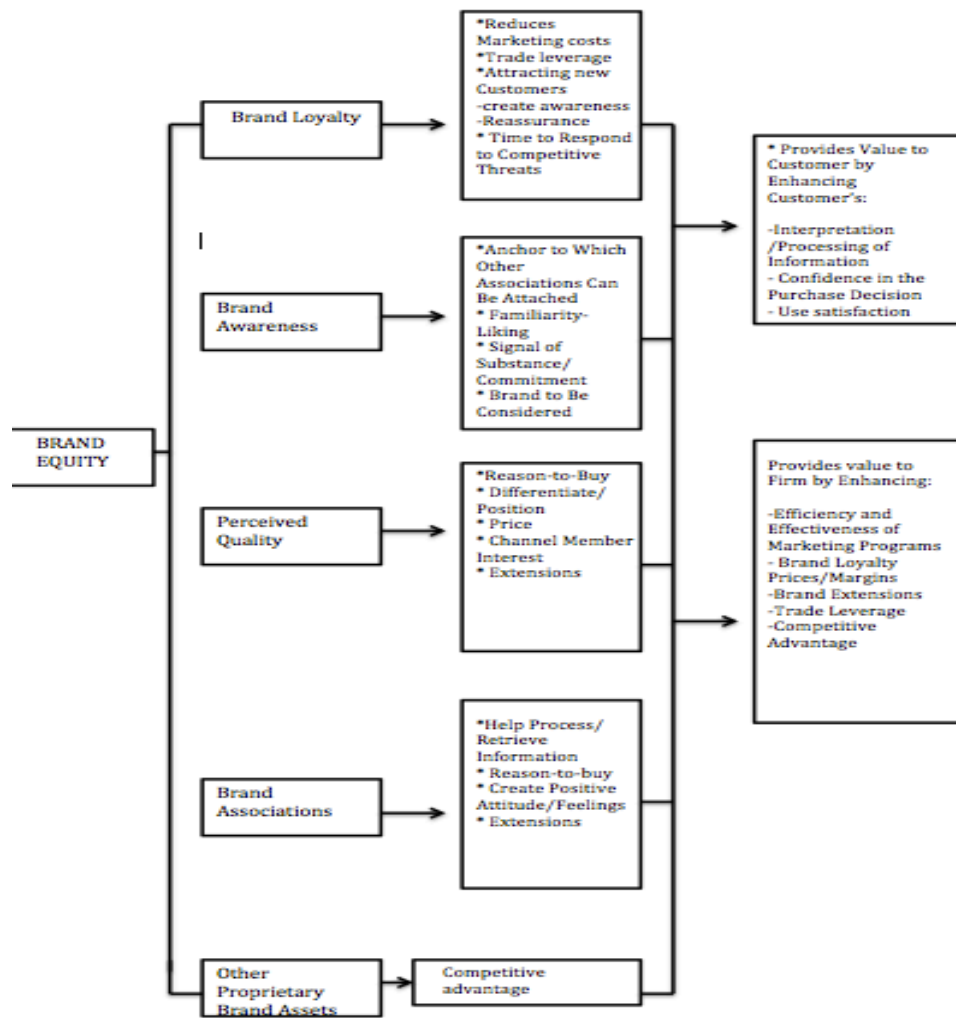 BRAND
EQUITY
Brand Loyalty
*Reduces
Marketing costs
*Trade leverage
*Attracting new
Customers
-create awareness
-Reassurance
* Time to Respond
to Competitive
Threats
Brand
Awareness
*Anchor to Which
Other
Associations Can
Be Attached
* Familiarity-
Liking
* Signal of
Substance/
Commitment
* Brand to Be
Considered
Perceived
Quality
*Reason-to-Buy
* Differentiate/
Position
* Price
* Channel Member
Interest
* Extensions
Brand
Associations
*Help Process/
Retrieve
Information
* Reason-to-buy
* Create Positive
Attitude/Feelings
* Extensions
Other
Proprietary
Brand Assets
Competitive
advantage
* Provides Value to
Customer by
Enhancing
Customer's:
-Interpretation
/Processing of
Information
- Confidence in the
Purchase Decision
- Use satisfaction
Provides value to
Firm by Enhancing:
-Efficiency and
Effectiveness of
Marketing Programs
- Brand Loyalty
Prices/Margins
-Brand Extensions
-Trade Leverage
-Competitive
Advantage